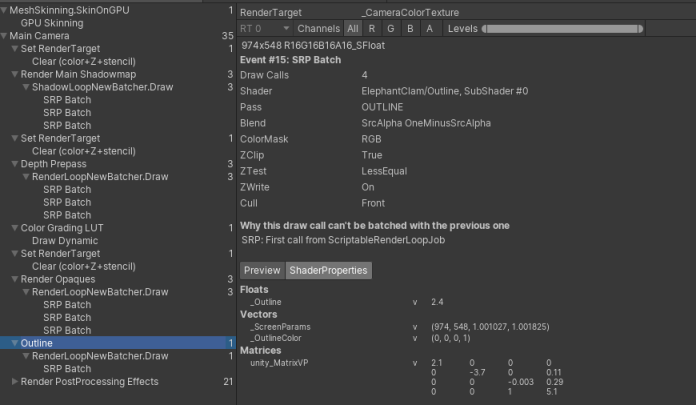 MeshSkinning.SkinOnGPU 1
GPU Skinning
Main Camera 35
Set RenderTarget 1
Clear (color+Z+stencil)
Render Main Shadowmap 3
ShadowLoopNewBatcher.Draw 3
SRP Batch
SRP Batch
SRP Batch
Set RenderTarget 1
Clear (color+Z+stencil)
Depth Prepass 3
RenderLoopNewBatcher.Draw 3
SRP Batch
SRP Batch
SRP Batch
Color Grading LUT 1
Draw Dynamic
Set RenderTarget 1
Clear (color+Z+stencil)
Render Opaques 3
RenderLoopNewBatcher.Draw 3
SRP Batch
SRP Batch
SRP Batch
Outline 1
RenderLoopNewBatcher.Draw 1
SRP Batch
Render PostProcessing Effects 21
RenderTarget _CameraColorTexture
RT 0 Channels All R G B A Levels
974x548 R16G16B16A16_SFloat
Event #15: SRP Batch
Draw Calls 4
Shader ElephantClam/Outline, SubShader #0
Pass OUTLINE
Blend SrcAlpha OneMinusSrcAlpha
ColorMask RGB
ZClip True
ZTest LessEqual
ZWrite On
Cull Front
Why this draw call can't be batched with the previous one
SRP: First call from ScriptableRenderLoopJob
Preview ShaderProperties
Floats
_Outline v 2.4
Vectors
_ScreenParams v (974, 548, 1.001027, 1.001825)
_OutlineColor v (0, 0, 0, 1)
Matrices
unity_MatrixVP v 2.1 0 0 0
0 -3.7 0 0.11
0 0 -0.003 0.29
0 0 1 5.1